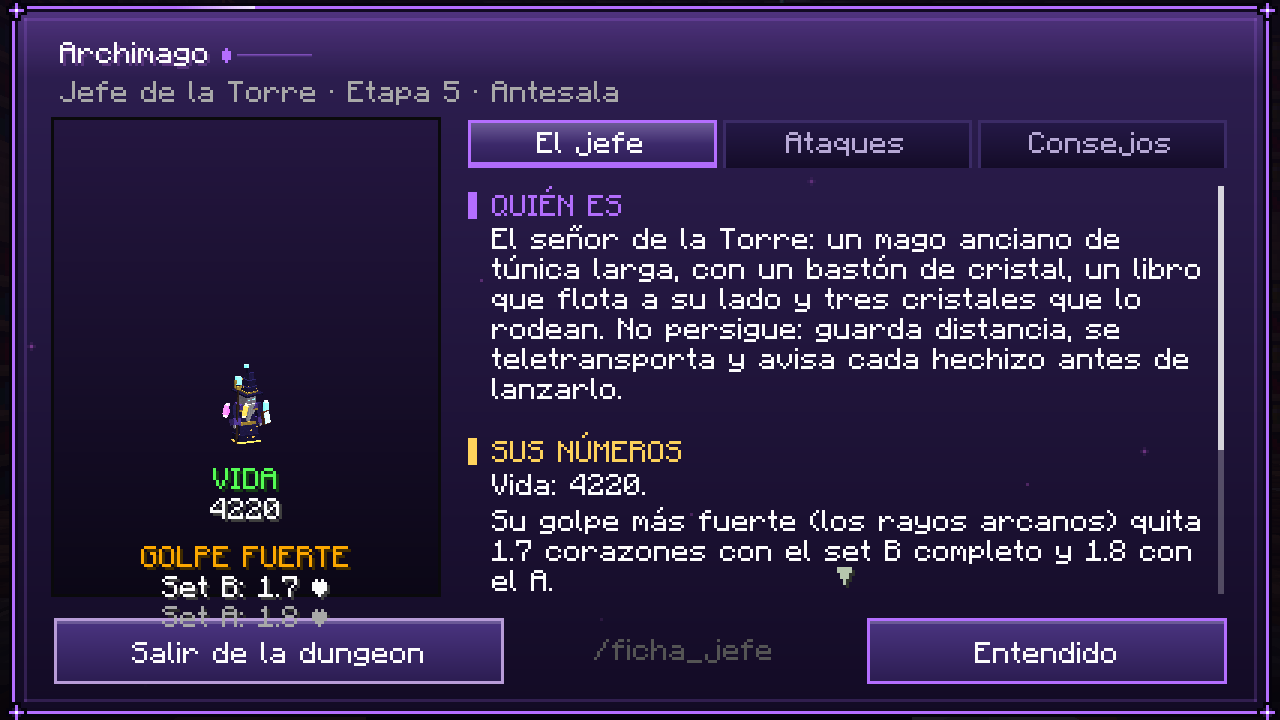 Archimago
Jefe de la Torre · Etapa 5 · Antesala
El jefe
Ataques
Consejos
QUIÉN ES
El señor de la Torre: un mago anciano de
túnica larga, con un bastón de cristal, un libro
que flota a su lado y tres cristales que lo
rodean. No persigue: guarda distancia, se
teletransporta y avisa cada hechizo antes de
lanzarlo.
SUS NÚMEROS
Vida: 4220.
Su golpe más fuerte (los rayos arcanos) quita
1.7 corazones con el set B completo y 1.8 con
el A.
VIDA
4220
GOLPE FUERTE
Set B: 1.7 ♥
Set A: 1.8 ♥
Salir de la dungeon
/ficha_jefe
Entendido